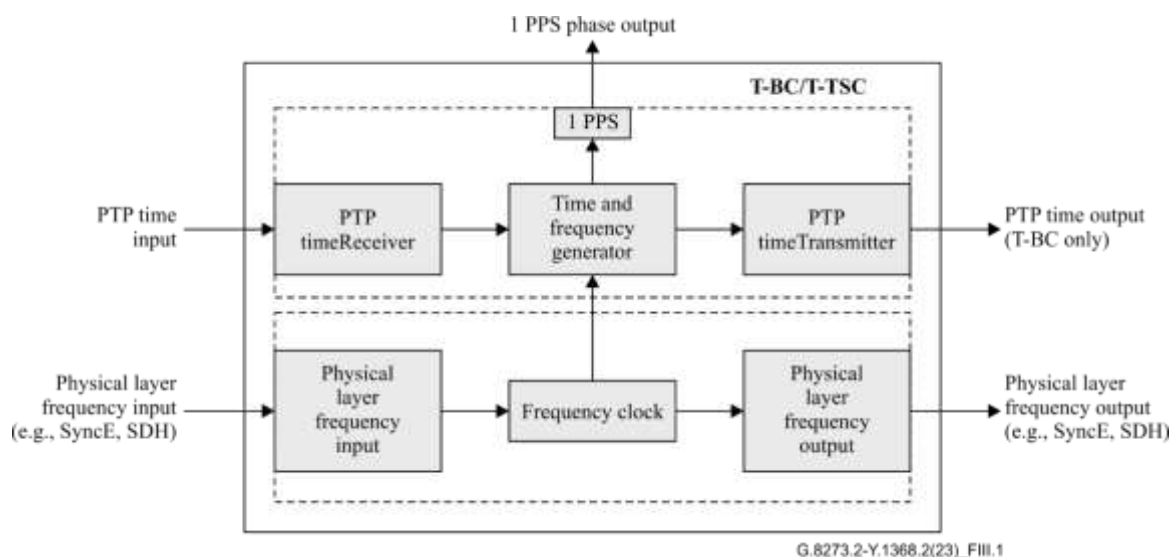 1 PPS phase output
T-BC/T-TSC
1 PPS
PTP time
input
PTP
timeReceiver
Time and
frequency
generator
PTP
timeTransmitter
PTP time output
(T-BC only)
Physical layer
frequency input
(e.g., SyncE, SDH)
Physical
layer
frequency
input
Frequency clock
Physical
layer
frequency
output
Physical layer
frequency output
(e.g., SyncE, SDH)
G.8273.2-Y.1368.2(23)_FIII.1